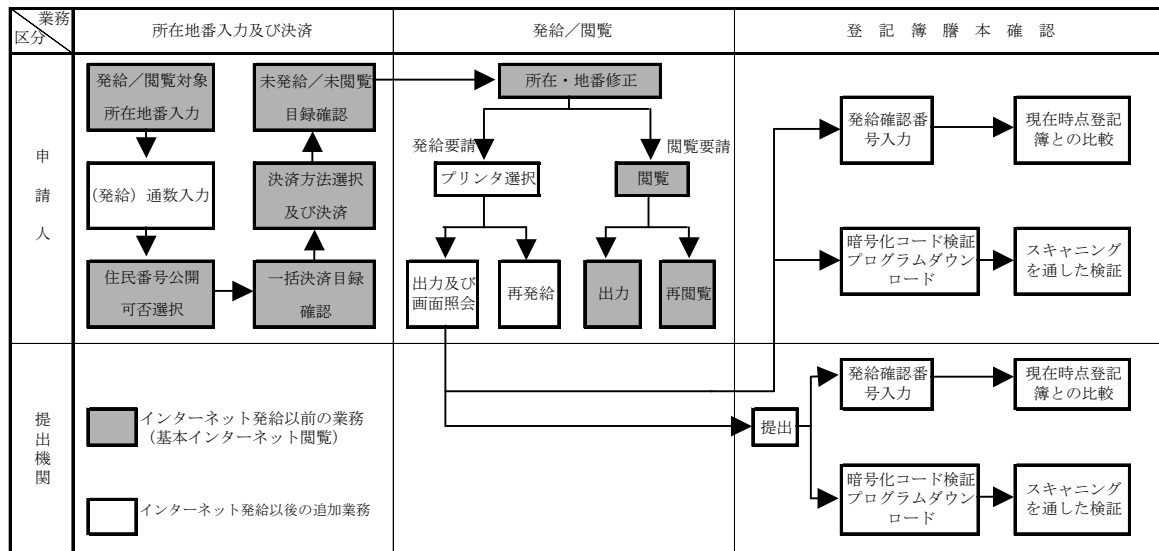 業務
区分
所在地番入力及び決済
発給／閲覧
登記簿謄本確認
申請人
発給／閲覧対象
所在地番入力
(発給）通数入力
住民番号公開
可否選択
未発給／未閲覧
目録確認
決済方法選択
及び決済
一括決済目録
確認
所在・地番修正
発給要請
閲覧要請
プリンタ選択
閲覧
出力及び
画面照会
再発給
出力
再閲覧
発給確認番
号入力
現在時点登記
簿との比較
暗号化コード検証
プログラムダウン
ロード
スキャニング
を通した検証
提出機関
インターネット発給以前の業務
（基本インターネット閲覧）
インターネット発給以後の追加業務
提出
発給確認番
号入力
現在時点登記
簿との比較
暗号化コード検証
プログラムダウン
ロード
スキャニング
を通した検証